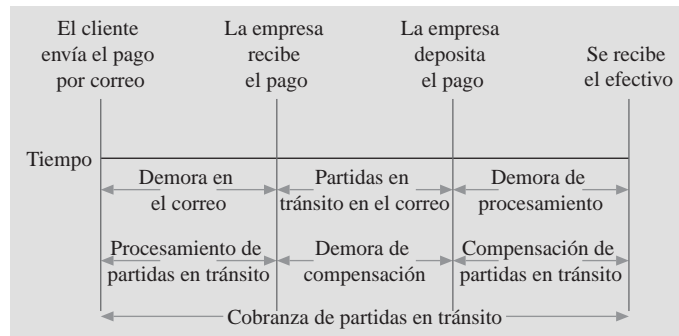 El cliente
envía el pago
por correo
La empresa
recibe
el pago
La empresa
deposita
el pago
Se recibe
el efectivo
Tiempo
Demora en
el correo
Partidas en
tránsito en el correo
Demora de
procesamiento
Procesamiento de
partidas en tránsito
Demora de
compensación
Compensación de
partidas en tránsito
Cobranza de partidas en tránsito